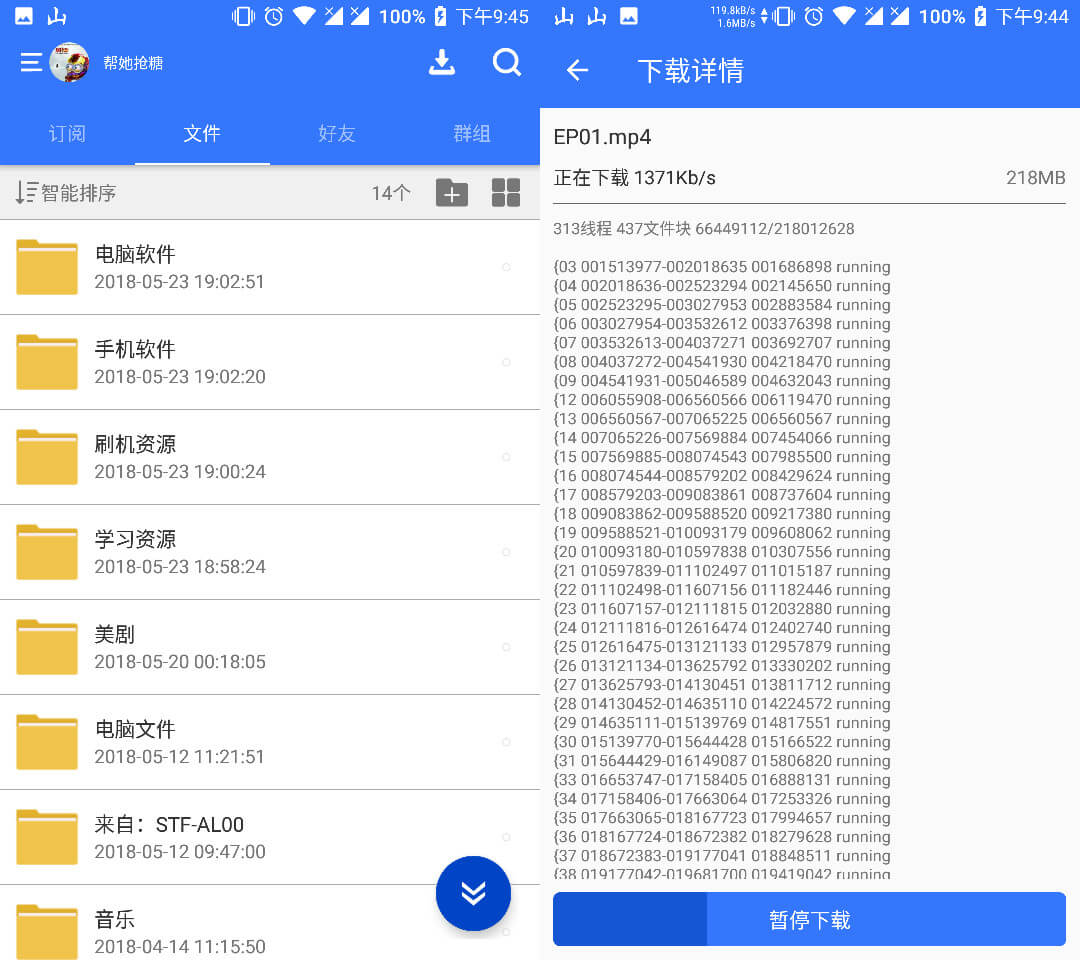 100% 下午9:45
帮她抢糖
订阅 文件 好友 群组
智能排序 14个
电脑软件
2018-05-23 19:02:51
手机软件
2018-05-23 19:02:20
刷机资源
2018-05-23 19:00:24
学习资源
2018-05-23 18:58:24
美剧
2018-05-20 00:18:05
电脑文件
2018-05-12 11:21:51
来自：STF-AL00
2018-05-12 09:47:00
音乐
2018-04-14 11:15:50
119.8kB/s
1.6MB/s
100% 下午9:44
下载详情
EP01.mp4
正在下载 1371Kb/s 218MB
313线程 437文件块 66449112/218012628
{03 001513977-002018635 001686898 running
{04 002018636-002523294 002145650 running
{05 002523295-003027953 002883584 running
{06 003027954-003532612 003376398 running
{07 003532613-004037271 003692707 running
{08 004037272-004541930 004218470 running
{09 004541931-005046589 004632043 running
{12 006055908-006560566 006119470 running
{13 006560567-007065225 006560567 running
{14 007065226-007569884 007454066 running
{15 007569885-008074543 007985500 running
{16 008074544-008579202 008429624 running
{17 008579203-009083861 008737604 running
{18 009083862-009588520 009217380 running
{19 009588521-010093179 009608062 running
{20 010093180-010597838 010307556 running
{21 010597839-011102497 011015187 running
{22 011102498-011607156 011182446 running
{23 011607157-012111815 012032880 running
{24 012111816-012616474 012402740 running
{25 012616475-013121133 012957879 running
{26 013121134-013625792 013330202 running
{27 013625793-014130451 013811712 running
{28 014130452-014635110 014224572 running
{29 014635111-015139769 014817551 running
{30 015139770-015644428 015166522 running
{31 015644429-016149087 015806820 running
{33 016653747-017158405 016888131 running
{34 017158406-017663064 017253326 running
{35 017663065-018167723 017994657 running
{36 018167724-018672382 018279628 running
{37 018672383-019177041 018848511 running
{38 019177042-019681700 019419042 running
暂停下载